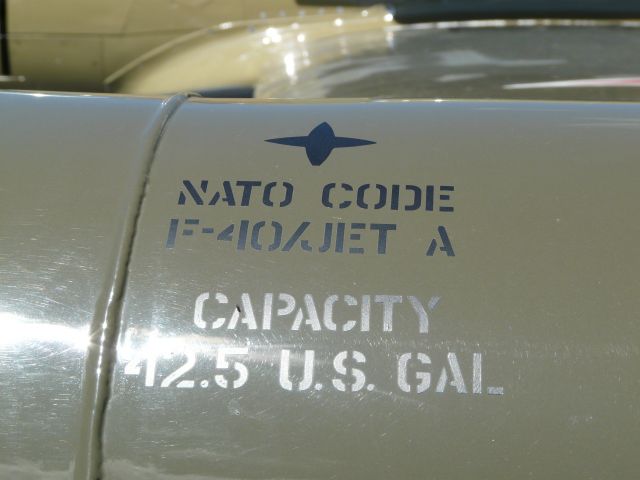 NATO CODE
F-40/JET A
CAPACITY
42.5 U.S. GAL